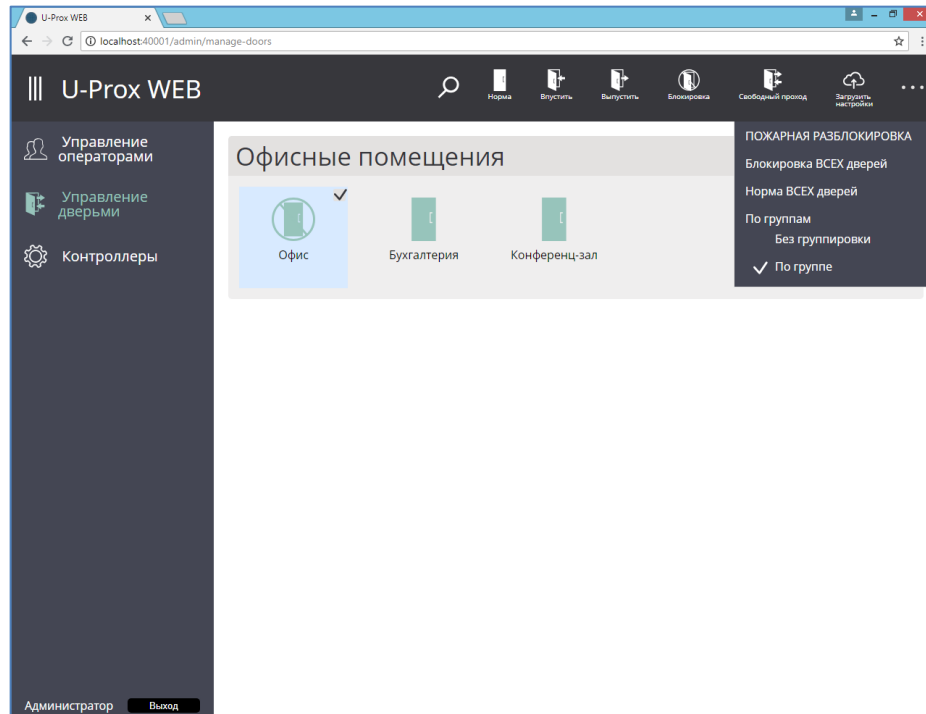 U-Prox WEB
localhost:40001/admin/manage-doors
U-Prox WEB
Норма
Впустить
Выпустить
Блокировка
Свободный проход
Загрузить
настройки
Управление
операторами
Управление
дверьми
Контроллеры
Офисные помещения
Офис
Бухгалтерия
Конференц-зал
ПОЖАРНАЯ РАЗБЛОКИРОВКА
Блокировка ВСЕХ дверей
Норма ВСЕХ дверей
По группам
Без группировки
По группе
Администратор
Выход